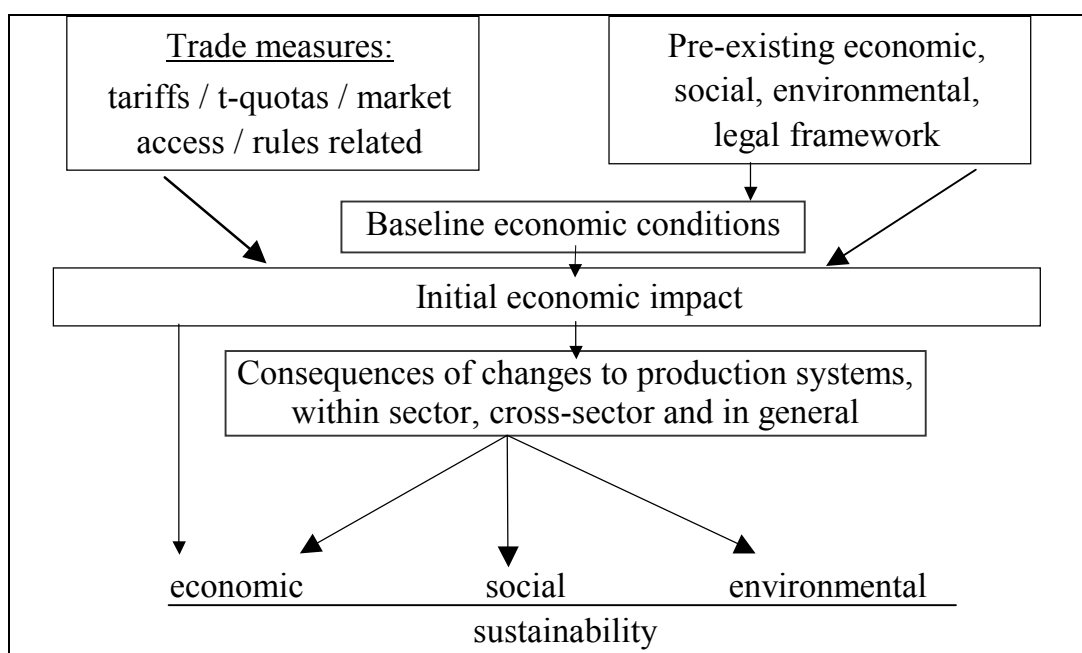 Trade measures:
tariffs / t-quotas / market
access / rules related
Pre-existing economic,
social, environmental,
legal framework
Baseline economic conditions
Initial economic impact
Consequences of changes to production systems,
within sector, cross-sector and in general
economic social environmental
sustainability